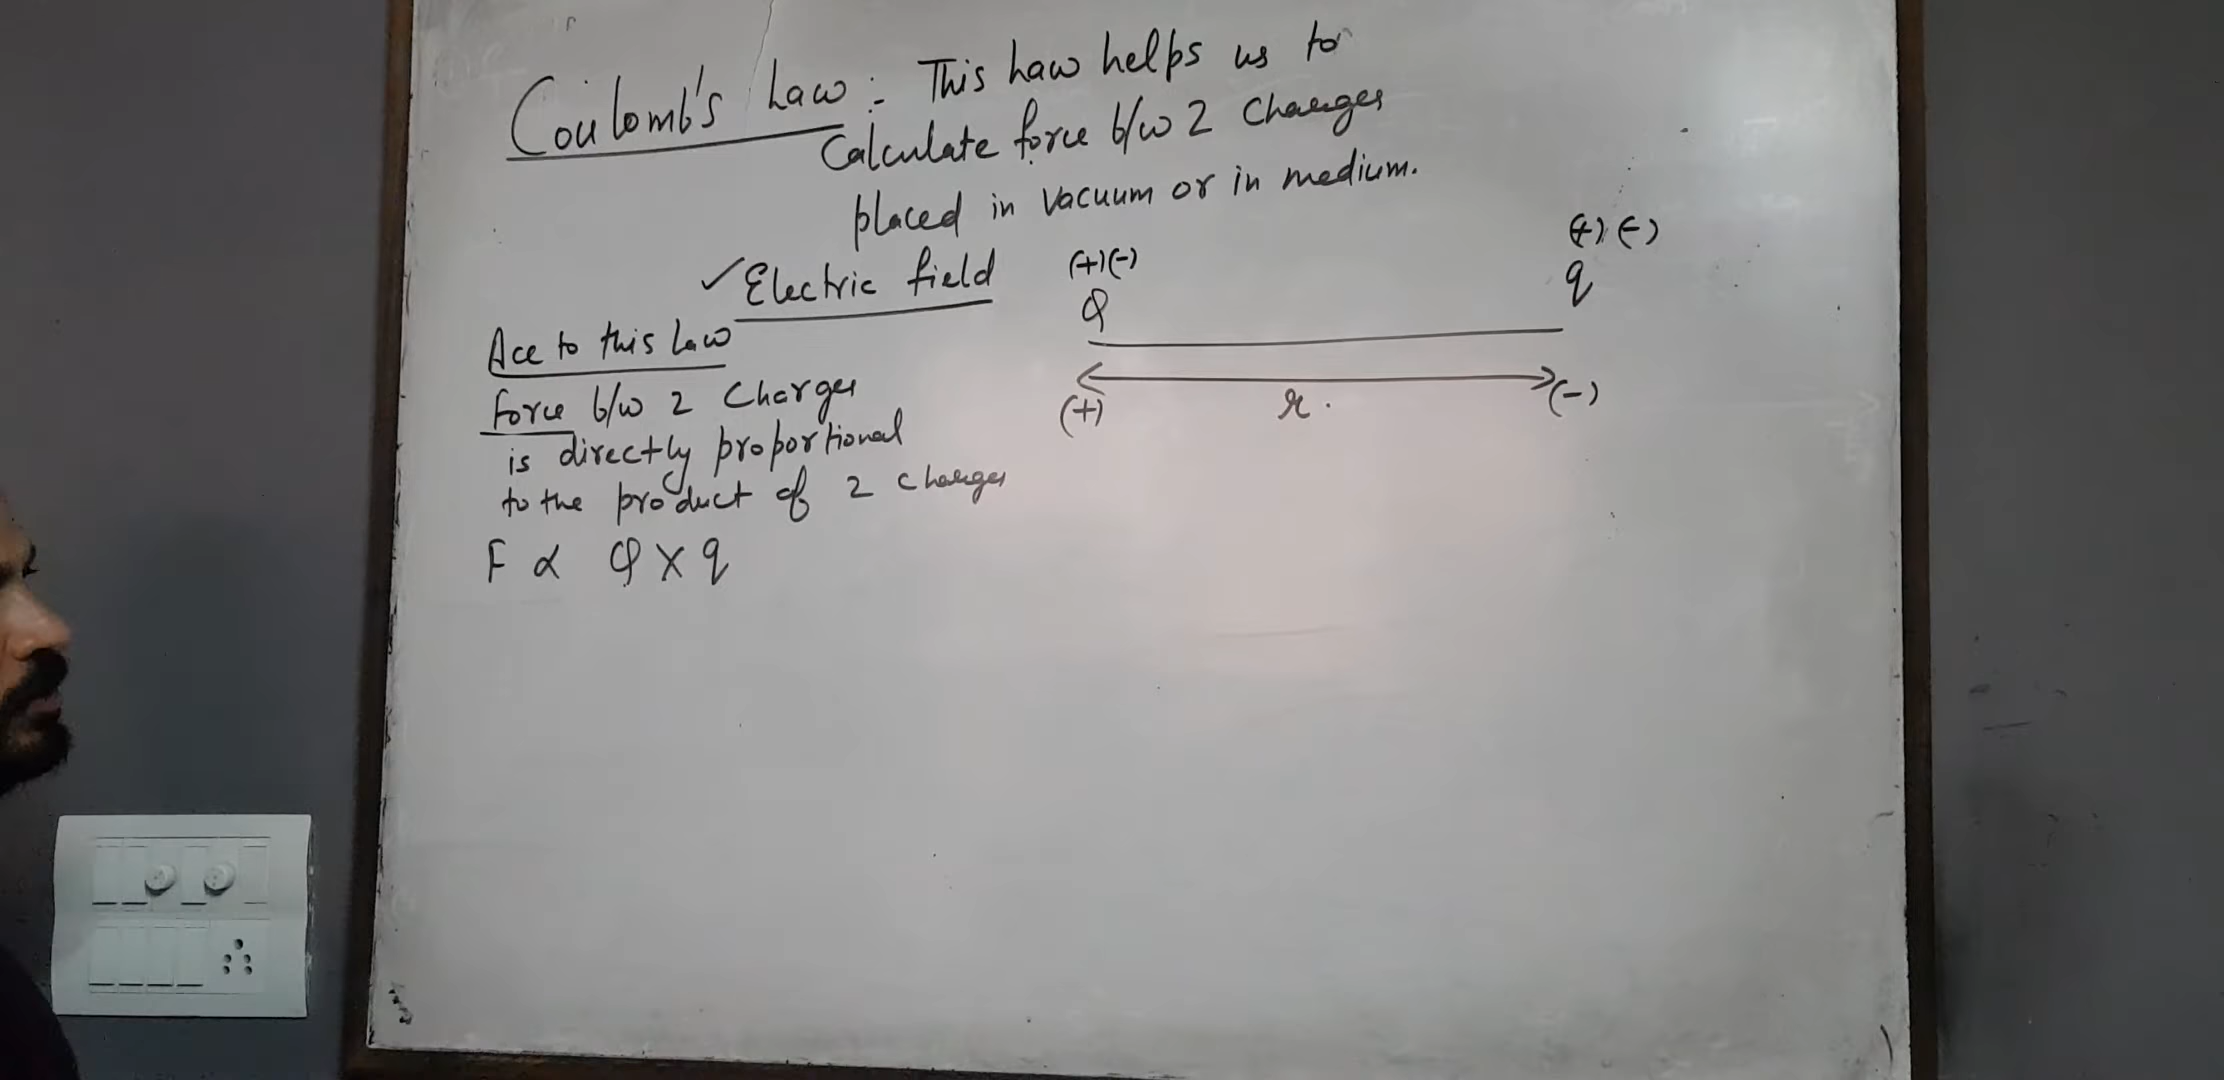 Coulomb's Law :- This Law helps us to
Calculate force b/w 2 Charges
placed in Vacuum or in medium.
✓ Electric field
(+) (-)
Q
(+) (-)
q
(+)
r.
(-)
Acc to this Law
Force b/w 2 Charges
is directly proportional
to the product of 2 charges
F ∝ Q × q